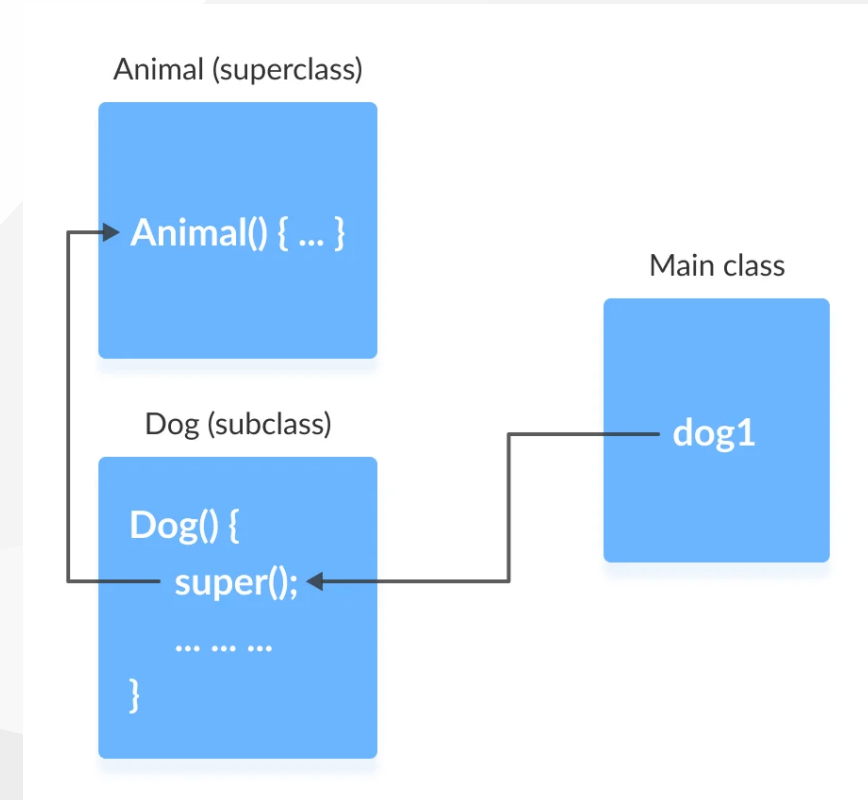 Animal (superclass)
Animal() { ... }
Main class
dog1
Dog (subclass)
Dog() {
super();
... ... ...
}